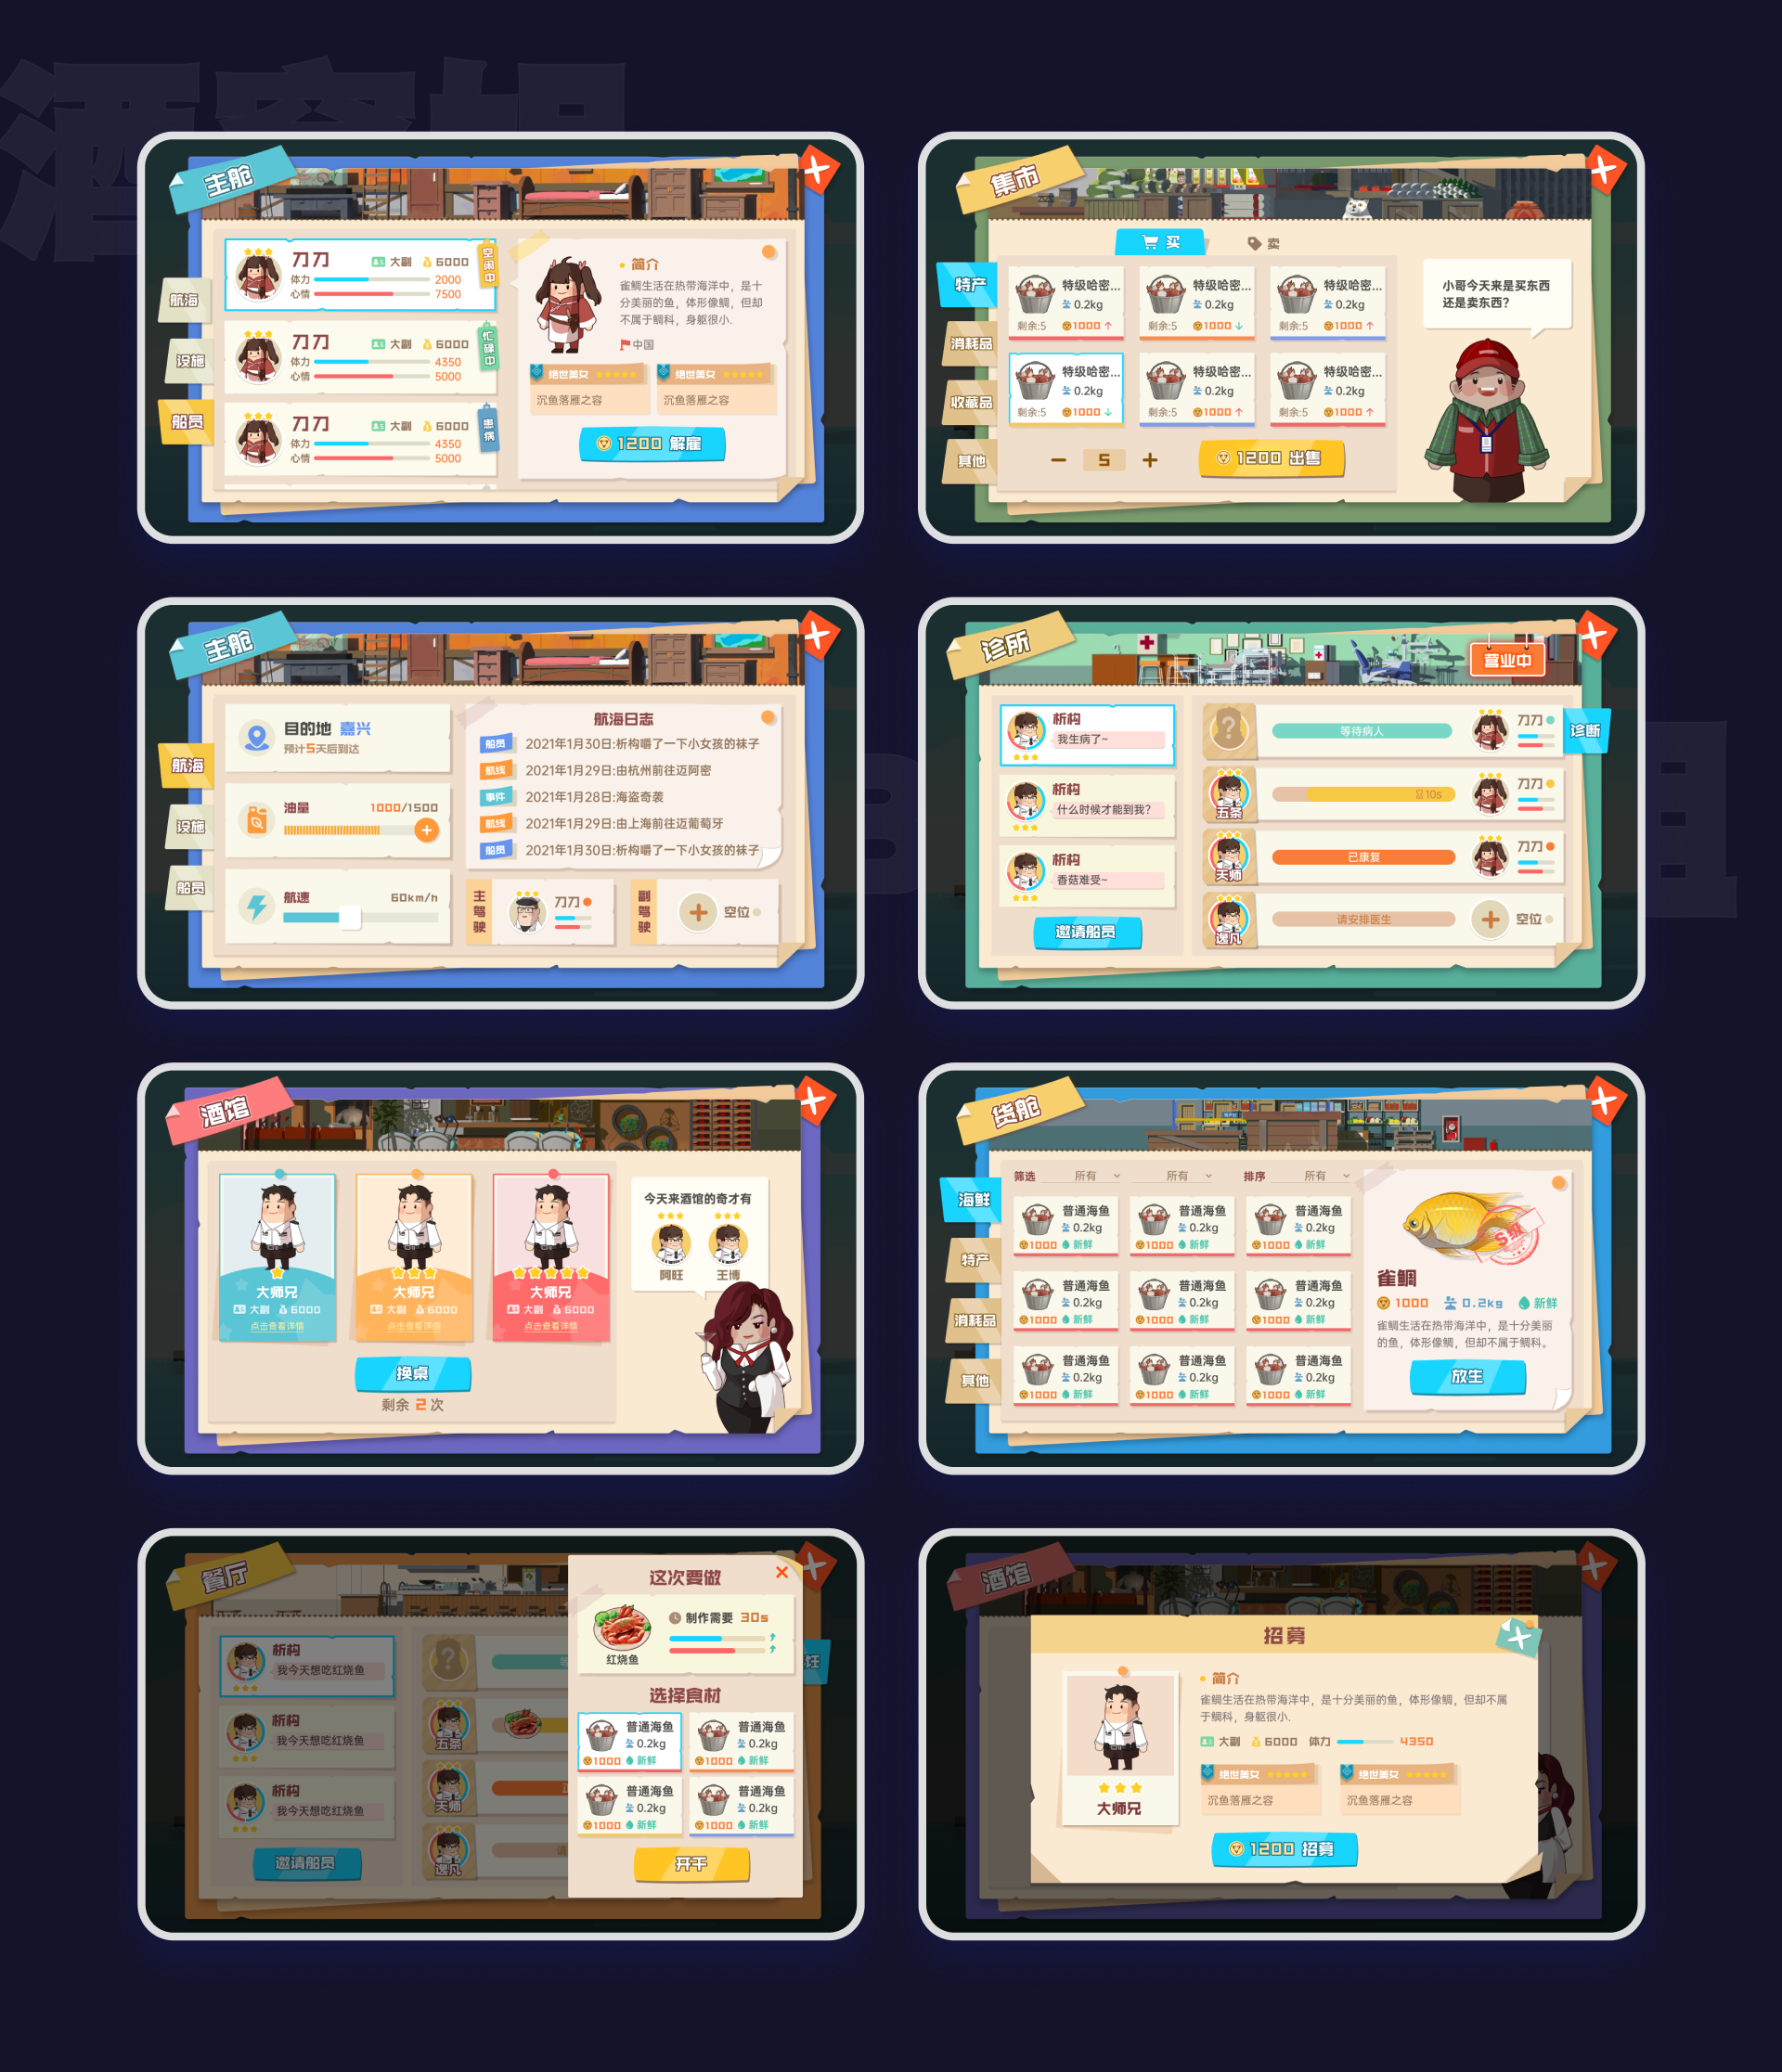 主舱
航海
设施
船员
刀刀
大副
6000
体力
2000
心情
7500
空闲中
刀刀
大副
6000
体力
4350
心情
5000
忙碌中
刀刀
大副
6000
体力
4350
心情
5000
患病
简介
雀鲷生活在热带海洋中，是十
分美丽的鱼，体形像鲷，但却
不属于鲷科，身躯很小.
中国
绝世美女
沉鱼落雁之容
绝世美女
沉鱼落雁之容
1200 解雇
集市
特产
消耗品
收藏品
其他
买
卖
特级哈密...
0.2kg
剩余:5
1000
特级哈密...
0.2kg
剩余:5
1000
特级哈密...
0.2kg
剩余:5
1000
特级哈密...
0.2kg
剩余:5
1000
特级哈密...
0.2kg
剩余:5
1000
特级哈密...
0.2kg
剩余:5
1000
5
1200 出售
小哥今天来是买东西
还是卖东西?
主舱
航海
设施
船员
目的地 嘉兴
预计5天后到达
油量
1000/1500
航速
60km/h
航海日志
船员
2021年1月30日:析构嚼了一下小女孩的袜子
航线
2021年1月29日:由杭州前往迈阿密
事件
2021年1月28日:海盗奇袭
航线
2021年1月29日:由上海前往迈葡萄牙
船员
2021年1月30日:析构嚼了一下小女孩的袜子
主驾驶
刀刀
副驾驶
空位
诊所
营业中
诊断
析构
我生病了~
析构
什么时候才能到我?
析构
香菇难受~
邀请船员
等待病人
刀刀
五条
10s
刀刀
天师
已康复
刀刀
逸凡
请安排医生
空位
酒馆
大师兄
大副
6000
点击查看详情
大师兄
大副
6000
点击查看详情
大师兄
大副
6000
点击查看详情
换桌
剩余 2 次
今天来酒馆的奇才有
阿旺
王博
货舱
海鲜
特产
消耗品
其他
筛选
所有
所有
排序
所有
普通海鱼
0.2kg
1000
新鲜
普通海鱼
0.2kg
1000
新鲜
普通海鱼
0.2kg
1000
新鲜
普通海鱼
0.2kg
1000
新鲜
普通海鱼
0.2kg
1000
新鲜
普通海鱼
0.2kg
1000
新鲜
普通海鱼
0.2kg
1000
新鲜
普通海鱼
0.2kg
1000
新鲜
普通海鱼
0.2kg
1000
新鲜
S级
雀鲷
1000
0.2kg
新鲜
雀鲷生活在热带海洋中，是十分美丽
的鱼，体形像鲷，但却不属于鲷科。
放生
餐厅
析构
我今天想吃红烧鱼
析构
我今天想吃红烧鱼
析构
我今天想吃红烧鱼
邀请船员
五条
天师
逸凡
饪
这次要做
红烧鱼
制作需要 30s
选择食材
普通海鱼
0.2kg
1000
新鲜
普通海鱼
0.2kg
1000
新鲜
普通海鱼
0.2kg
1000
新鲜
普通海鱼
0.2kg
1000
新鲜
开干
酒馆
招募
大师兄
简介
雀鲷生活在热带海洋中，是十分美丽的鱼，体形像鲷，但却不属
于鲷科，身躯很小.
大副
6000
体力
4350
绝世美女
沉鱼落雁之容
绝世美女
沉鱼落雁之容
1200 招募